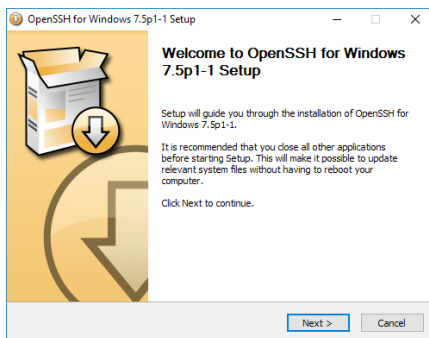 OpenSSH for Windows 7.5p1-1 Setup
Welcome to OpenSSH for Windows
7.5p1-1 Setup
Setup will guide you through the installation of OpenSSH for
Windows 7.5p1-1.
It is recommended that you close all other applications
before starting Setup. This will make it possible to update
relevant system files without having to reboot your
computer.
Click Next to continue.
Next >
Cancel